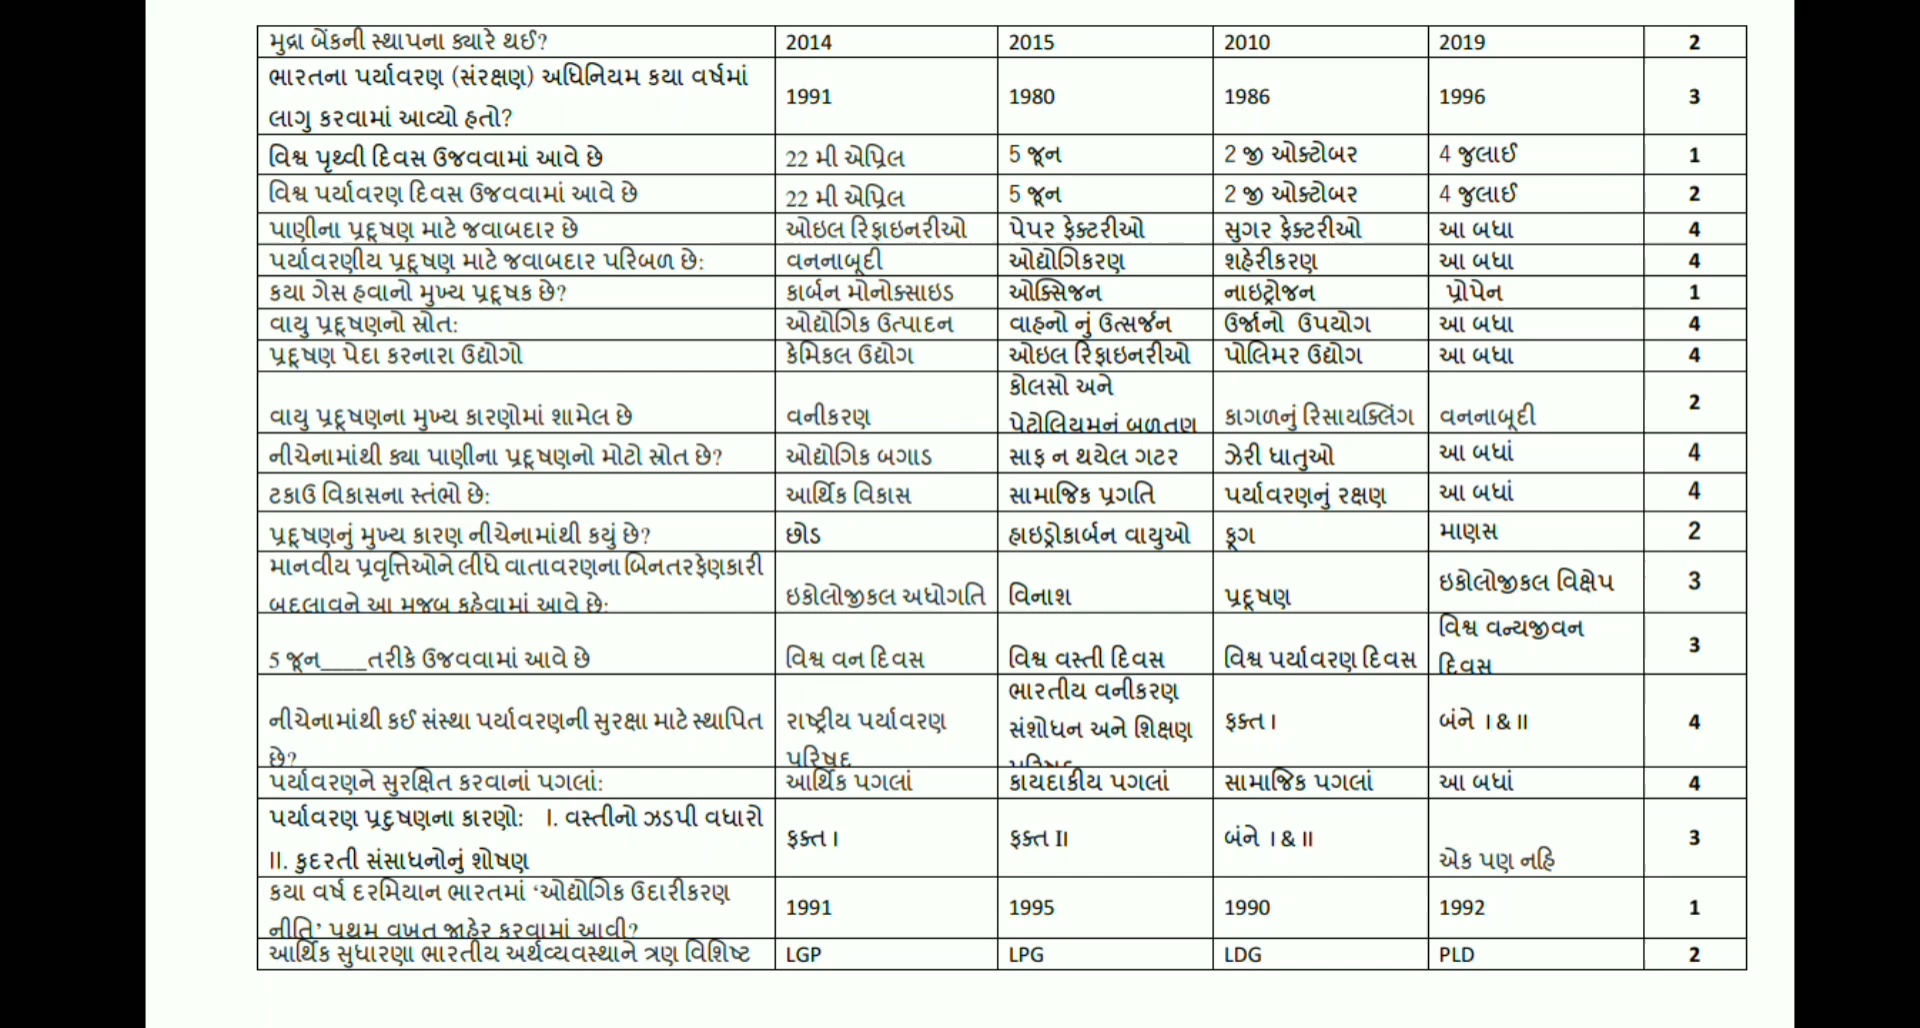 મુદ્રા બેંકની સ્થાપના ક્યારે થઈ? 2014 2015 2010 2019 2
ભારતના પર્યાવરણ (સંરક્ષણ) અધિનિયમ કયા વર્ષમાં
લાગુ કરવામાં આવ્યો હતો? 1991 1980 1986 1996 3
વિશ્વ પૃથ્વી દિવસ ઉજવવામાં આવે છે 22 મી એપ્રિલ 5 જૂન 2 જી ઓક્ટોબર 4 જુલાઈ 1
વિશ્વ પર્યાવરણ દિવસ ઉજવવામાં આવે છે 22 મી એપ્રિલ 5 જૂન 2 જી ઓક્ટોબર 4 જુલાઈ 2
પાણીના પ્રદૂષણ માટે જવાબદાર છે ઓઇલ રિફાઇનરીઓ પેપર ફેક્ટરીઓ સુગર ફેક્ટરીઓ આ બધા 4
પર્યાવરણીય પ્રદૂષણ માટે જવાબદાર પરિબળ છે: વનનાબૂદી ઓદ્યોગિકરણ શહેરીકરણ આ બધા 4
કયા ગેસ હવાનો મુખ્ય પ્રદૂષક છે? કાર્બન મોનોક્સાઇડ ઓક્સિજન નાઇટ્રોજન પ્રોપેન 1
વાયુ પ્રદૂષણનો સ્રોત: ઓદ્યોગિક ઉત્પાદન વાહનો નું ઉત્સર્જન ઉર્જાનો ઉપયોગ આ બધા 4
પ્રદૂષણ પેદા કરનારા ઉદ્યોગો કેમિકલ ઉદ્યોગ ઓઇલ રિફાઇનરીઓ પોલિમર ઉદ્યોગ આ બધા 4
વાયુ પ્રદૂષણના મુખ્ય કારણોમાં શામેલ છે વનીકરણ કોલસો અને
પેટ્રોલિયમનું બળતણ કાગળનું રિસાયક્લિંગ વનનાબૂદી 2
નીચેનામાંથી ક્યા પાણીના પ્રદૂષણનો મોટો સ્રોત છે? ઓદ્યોગિક બગાડ સાફ ન થયેલ ગટર ઝેરી ધાતુઓ આ બધાં 4
ટકાઉ વિકાસના સ્તંભો છે: આર્થિક વિકાસ સામાજિક પ્રગતિ પર્યાવરણનું રક્ષણ આ બધાં 4
પ્રદૂષણનું મુખ્ય કારણ નીચેનામાંથી કયું છે? છોડ હાઇડ્રોકાર્બન વાયુઓ ફૂગ માણસ 2
માનવીય પ્રવૃત્તિઓને લીધે વાતાવરણના બિનતરફેણકારી
બદલાવને આ મુજબ કહેવામાં આવે છે: ઇકોલોજીકલ અધોગતિ વિનાશ પ્રદૂષણ ઇકોલોજીકલ વિક્ષેપ 3
5 જૂન____તરીકે ઉજવવામાં આવે છે વિશ્વ વન દિવસ વિશ્વ વસ્તી દિવસ વિશ્વ પર્યાવરણ દિવસ વિશ્વ વન્યજીવન
દિવસ 3
નીચેનામાંથી કઈ સંસ્થા પર્યાવરણની સુરક્ષા માટે સ્થાપિત
છે? રાષ્ટ્રીય પર્યાવરણ
પરિષદ ભારતીય વનીકરણ
સંશોધન અને શિક્ષણ
ફક્ત I બંને I & II 4
પર્યાવરણને સુરક્ષિત કરવાનાં પગલાં: આર્થિક પગલાં કાયદાકીય પગલાં સામાજિક પગલાં આ બધાં 4
પર્યાવરણ પ્રદુષણના કારણો: I. વસ્તીનો ઝડપી વધારો
II. કુદરતી સંસાધનોનું શોષણ ફક્ત I ફક્ત II બંને I & II એક પણ નહિ 3
કયા વર્ષ દરમિયાન ભારતમાં ‘ઓદ્યોગિક ઉદારીકરણ
નીતિ’ પ્રથમ વખત જાહેર કરવામાં આવી? 1991 1995 1990 1992 1
આર્થિક સુધારણા ભારતીય અર્થવ્યવસ્થાને ત્રણ વિશિષ્ટ LGP LPG LDG PLD 2